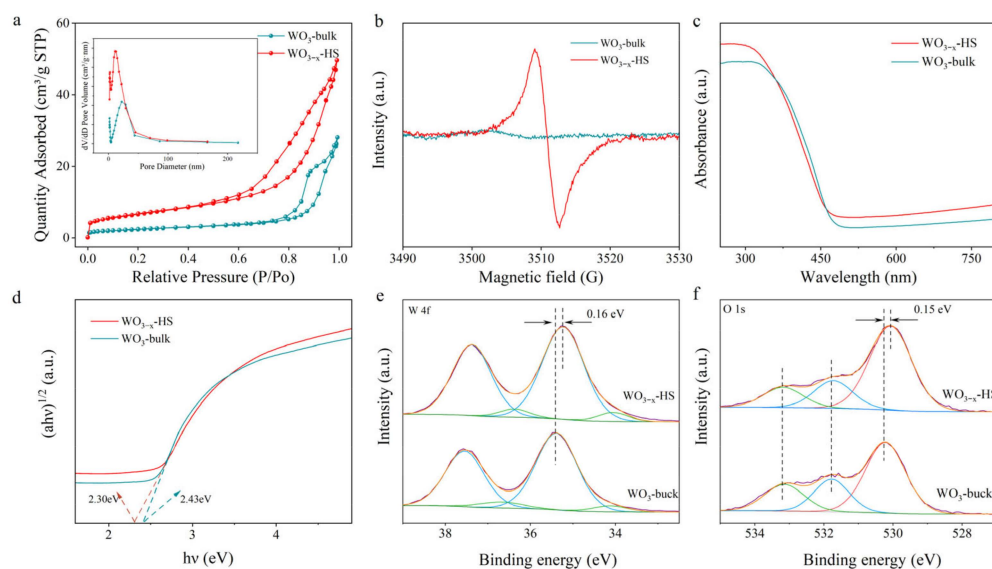 a
Quantity Adsorbed (cm³/g STP)
60
40
20
0
WO₃-bulk
WO₃₋ₓ-HS
dV/dD Pore Volume (cm³/g·nm)
0
50
100
150
200
Pore Diameter (nm)
0.0
0.2
0.4
0.6
0.8
1.0
Relative Pressure (P/Po)
b
Intensity (a.u.)
WO₃-bulk
WO₃₋ₓ-HS
3490
3500
3510
3520
3530
Magnetic field (G)
c
Absorbance (a.u.)
WO₃₋ₓ-HS
WO₃-bulk
300
450
600
750
Wavelength (nm)
d
(ahv)¹/²  (a.u.)
WO₃₋ₓ-HS
WO₃-bulk
2.30eV
2.43eV
2
3
4
hν (eV)
e
Intensity (a.u.)
W 4f
0.16 eV
WO₃₋ₓ-HS
WO₃-buck
38
36
34
Binding energy (eV)
f
Intensity (a.u.)
O 1s
0.15 eV
WO₃₋ₓ-HS
WO₃-buck
534
532
530
528
Binding energy (eV)